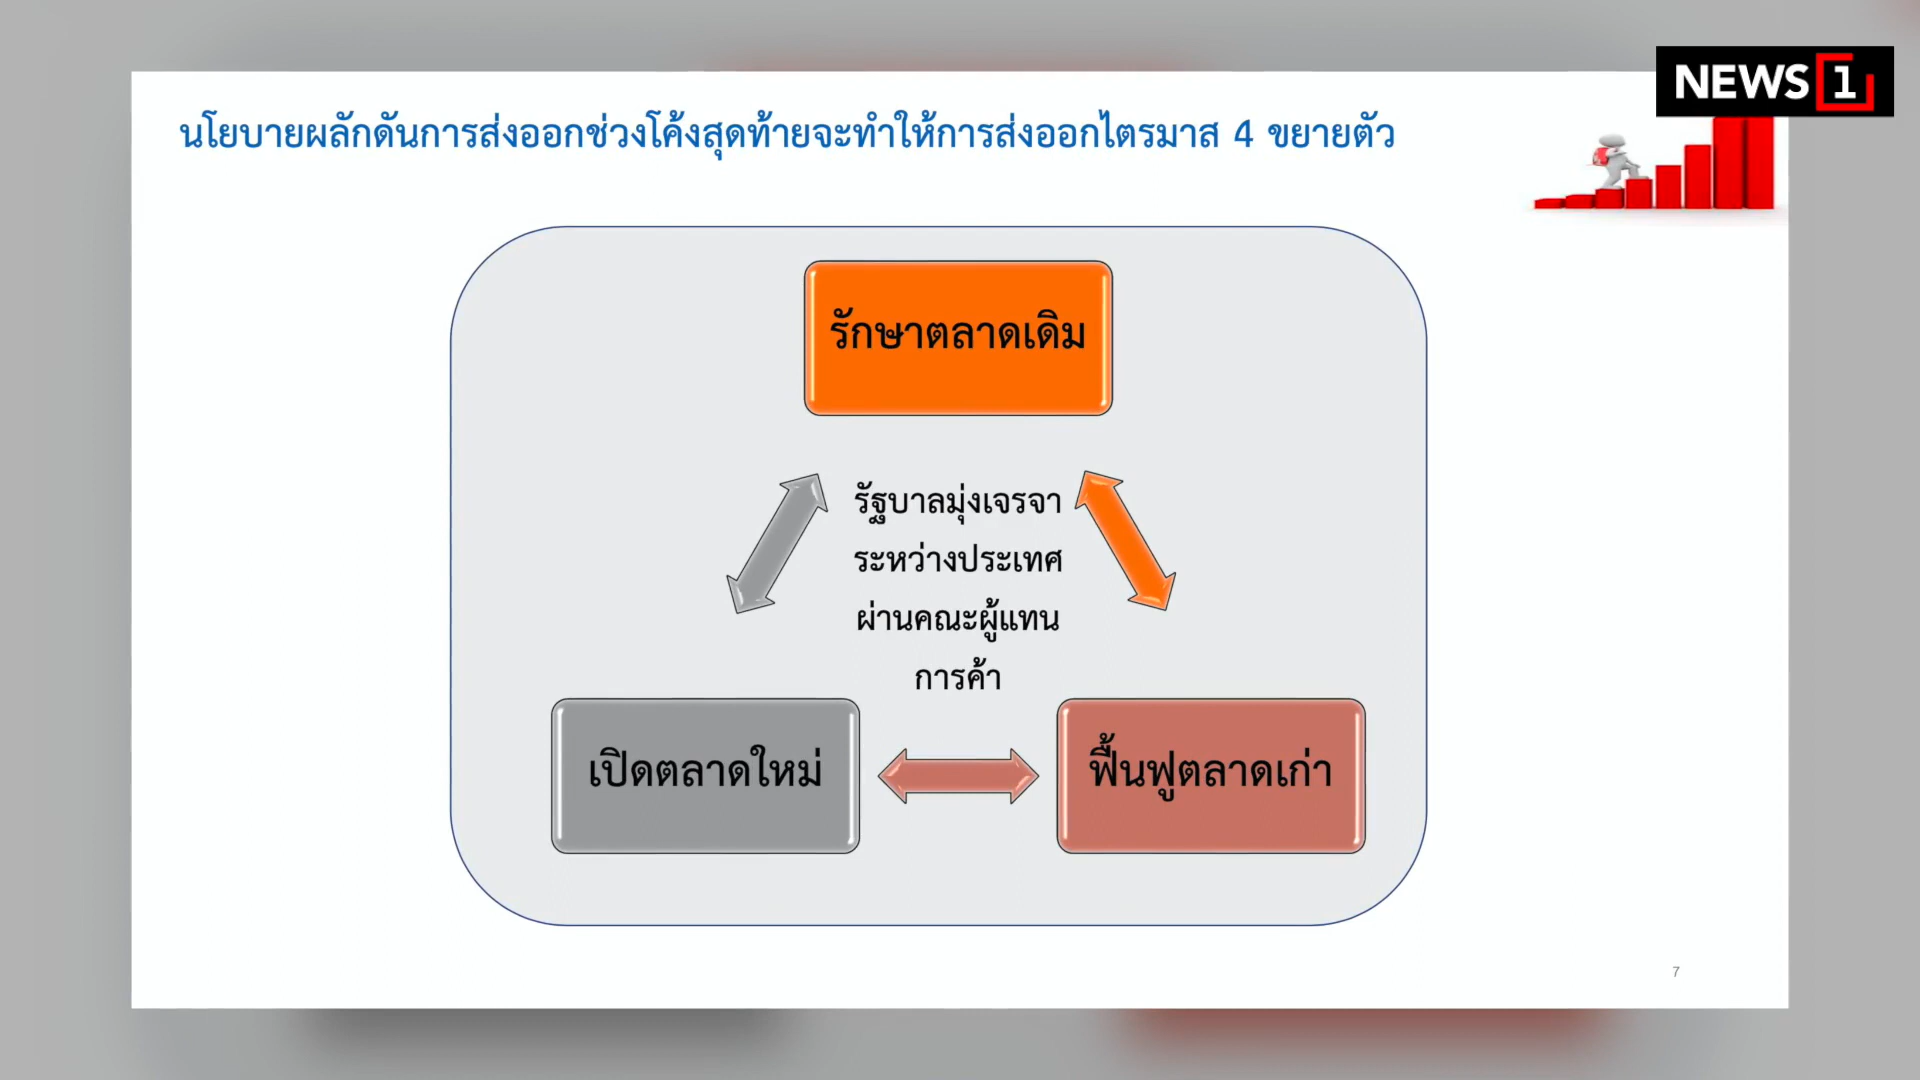 NEWS 1
นโยบายผลักดันการส่งออกช่วงโค้งสุดท้ายจะทำให้การส่งออกไตรมาส 4 ขยายตัว
รักษาตลาดเดิม
รัฐบาลมุ่งเจรจา
ระหว่างประเทศ
ผ่านคณะผู้แทน
การค้า
เปิดตลาดใหม่
ฟื้นฟูตลาดเก่า
7